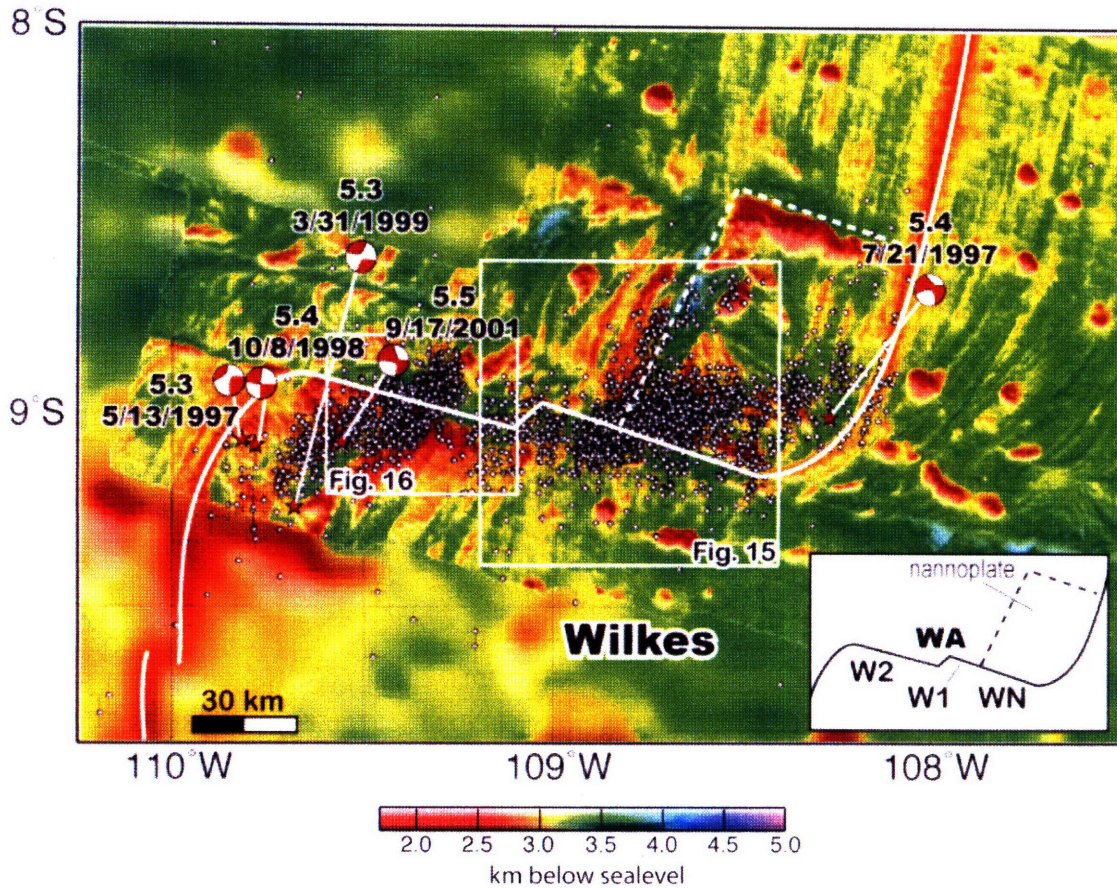 8°S
5.3
3/31/1999
5.4
7/21/1997
5.5
9/17/2001
5.4
10/8/1998
5.3
5/13/1997
9°S
Fig. 16
Fig. 15
Wilkes
nannoplate
WA
W2
W1
WN
30 km
110°W
109°W
108°W
2.0
2.5
3.0
3.5
4.0
4.5
5.0
km below sealevel